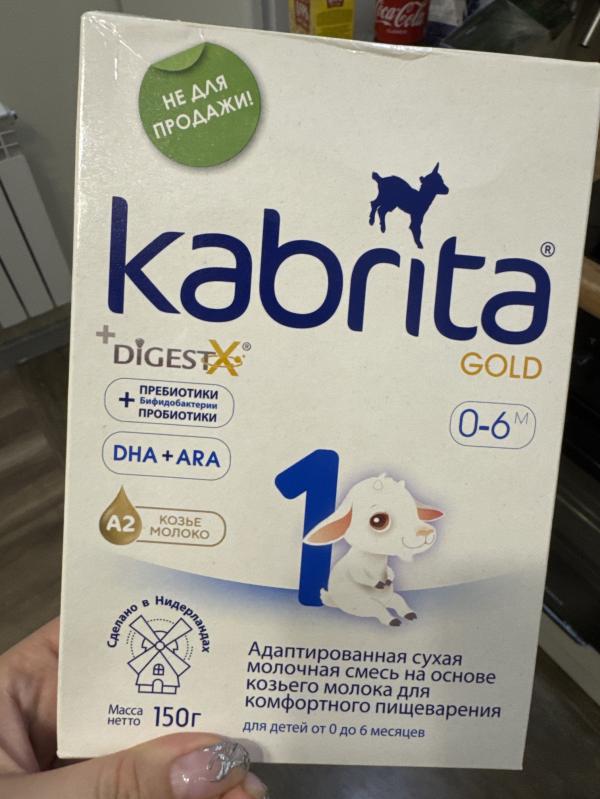 Coca-Cola
НЕ ДЛЯ
ПРОДАЖИ!
kabrita®
GOLD
+DiGESTX®
+ ПРЕБИОТИКИ
Бифидобактерии
ПРОБИОТИКИ
0-6 М
DHA+ARA
1
A2 КОЗЬЕ
МОЛОКО
Сделано в Нидерландах
Адаптированная сухая
молочная смесь на основе
козьего молока для
комфортного пищеварения
Масса
нетто 150г
для детей от 0 до 6 месяцев